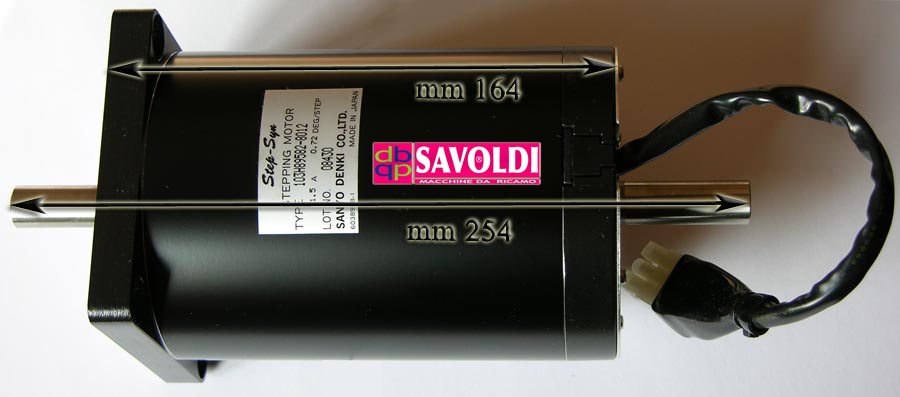 mm 164
Step-Syn
STEPPING MOTOR
TYPE 103H89582-8012
1.5 A 0.72 DEG/STEP
LOT NO. 08430
SANYO DENKI CO.,LTD.
MADE IN JAPAN
dbqp SAVOLDI
MACCHINE DA RICAMO
mm 254